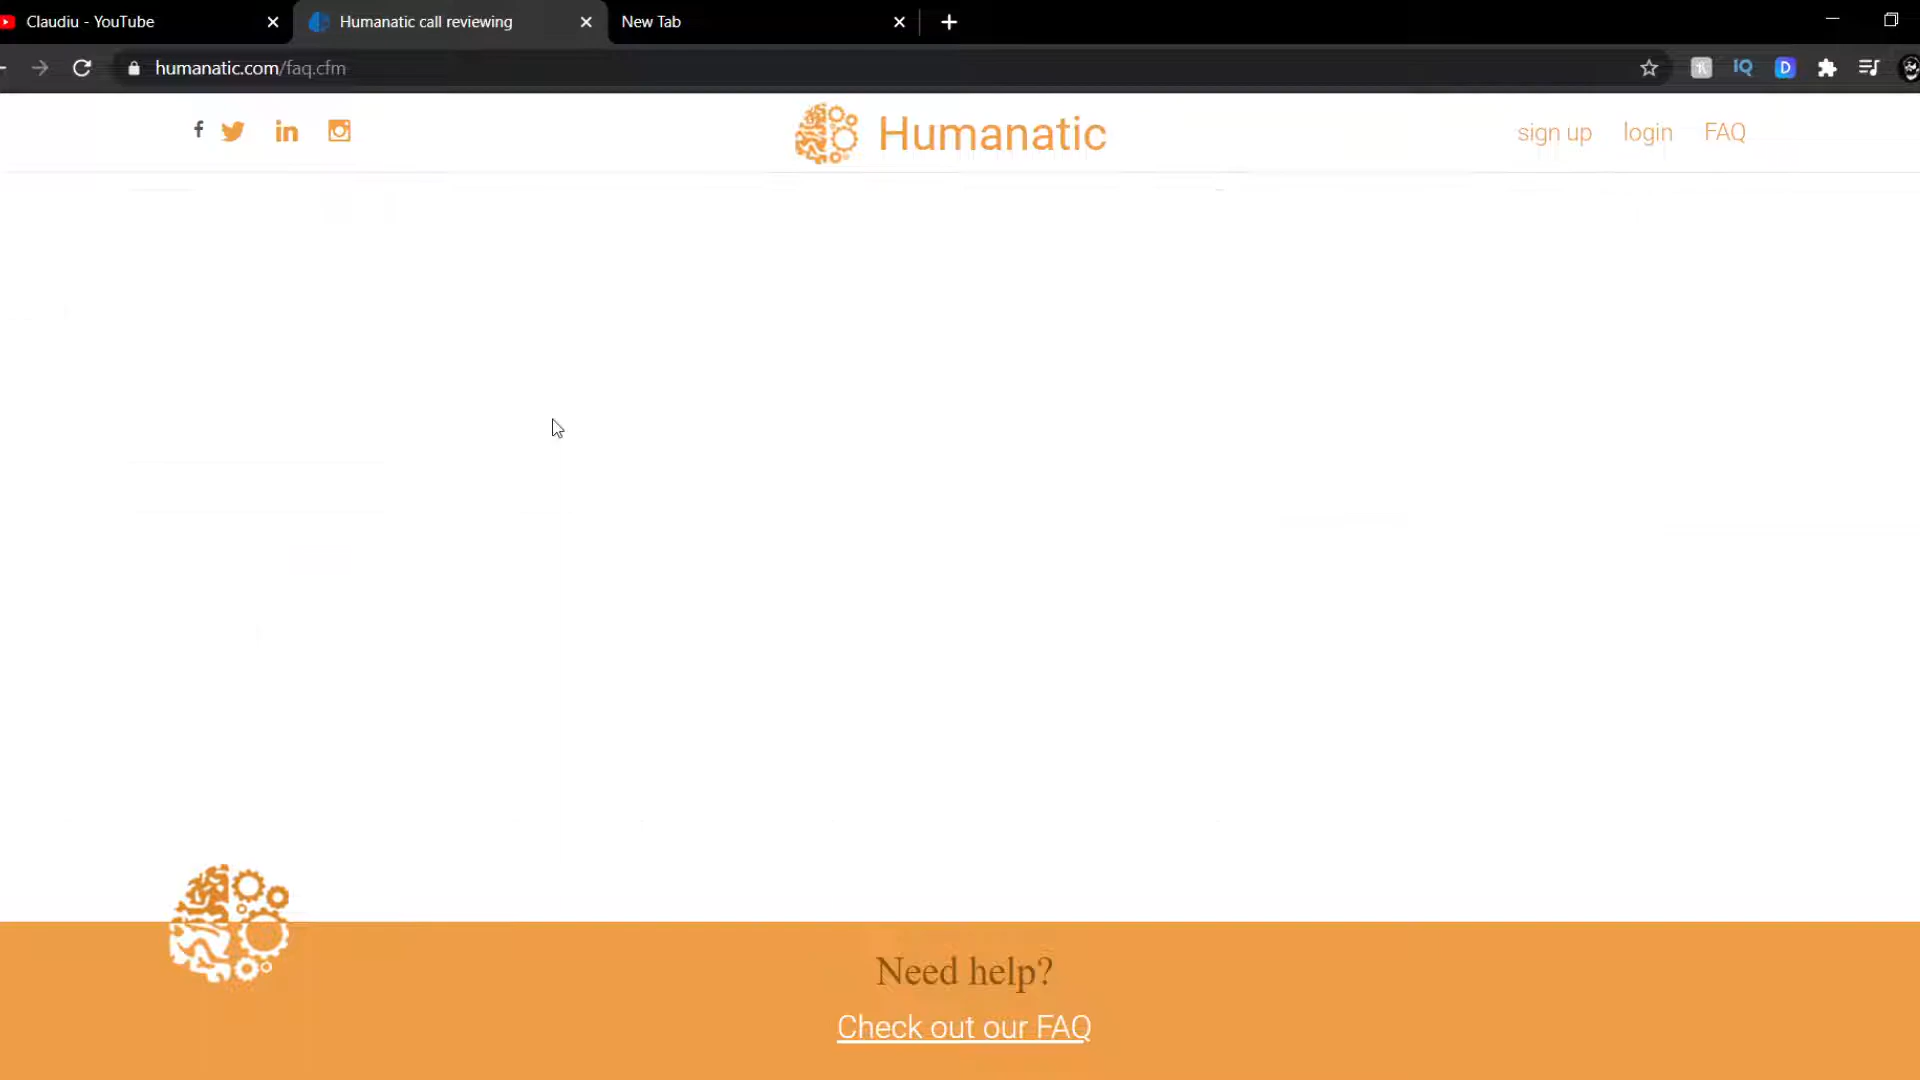 Claudiu - YouTube
Humanatic call reviewing
New Tab
humanatic.com/faq.cfm
IQ
D
Humanatic
sign up
login
FAQ
Need help?
Check out our FAQ